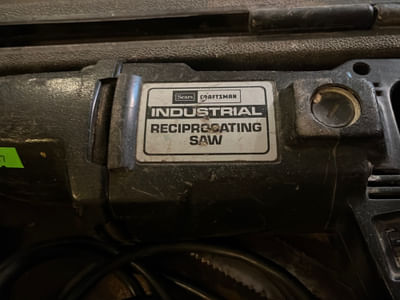 Sears CRAFTSMAN
INDUSTRIAL
RECIPROCATING
SAW